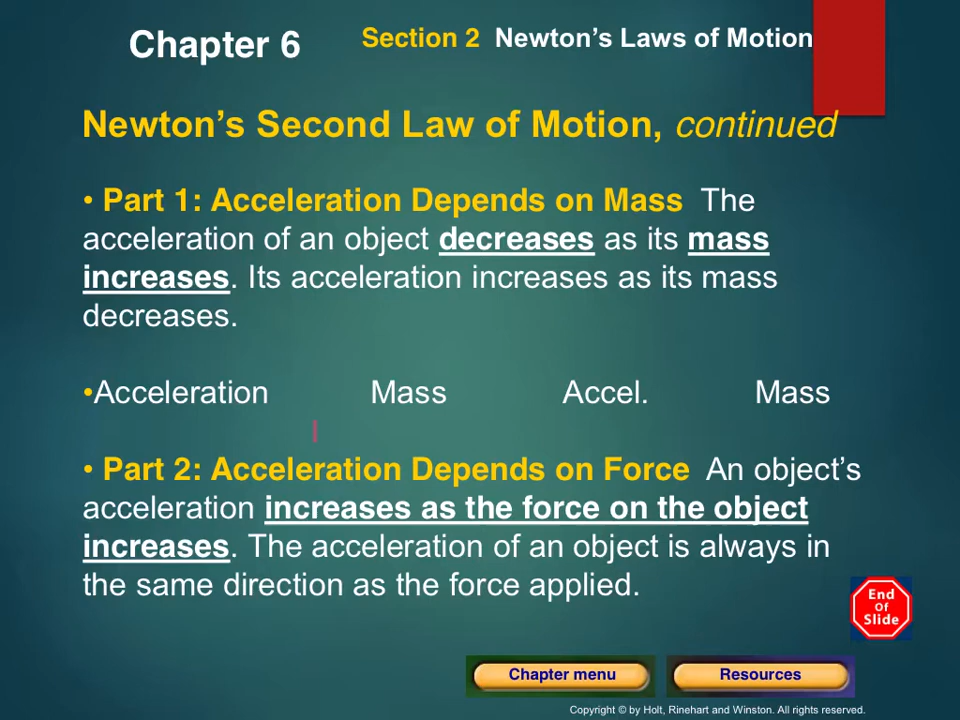 Chapter 6
Section 2 Newton's Laws of Motion
Newton's Second Law of Motion, continued
• Part 1: Acceleration Depends on Mass The
acceleration of an object decreases as its mass
increases. Its acceleration increases as its mass
decreases.
•Acceleration Mass Accel. Mass
• Part 2: Acceleration Depends on Force An object's
acceleration increases as the force on the object
increases. The acceleration of an object is always in
the same direction as the force applied.
End
Of
Slide
Chapter menu
Resources
Copyright © by Holt, Rinehart and Winston. All rights reserved.